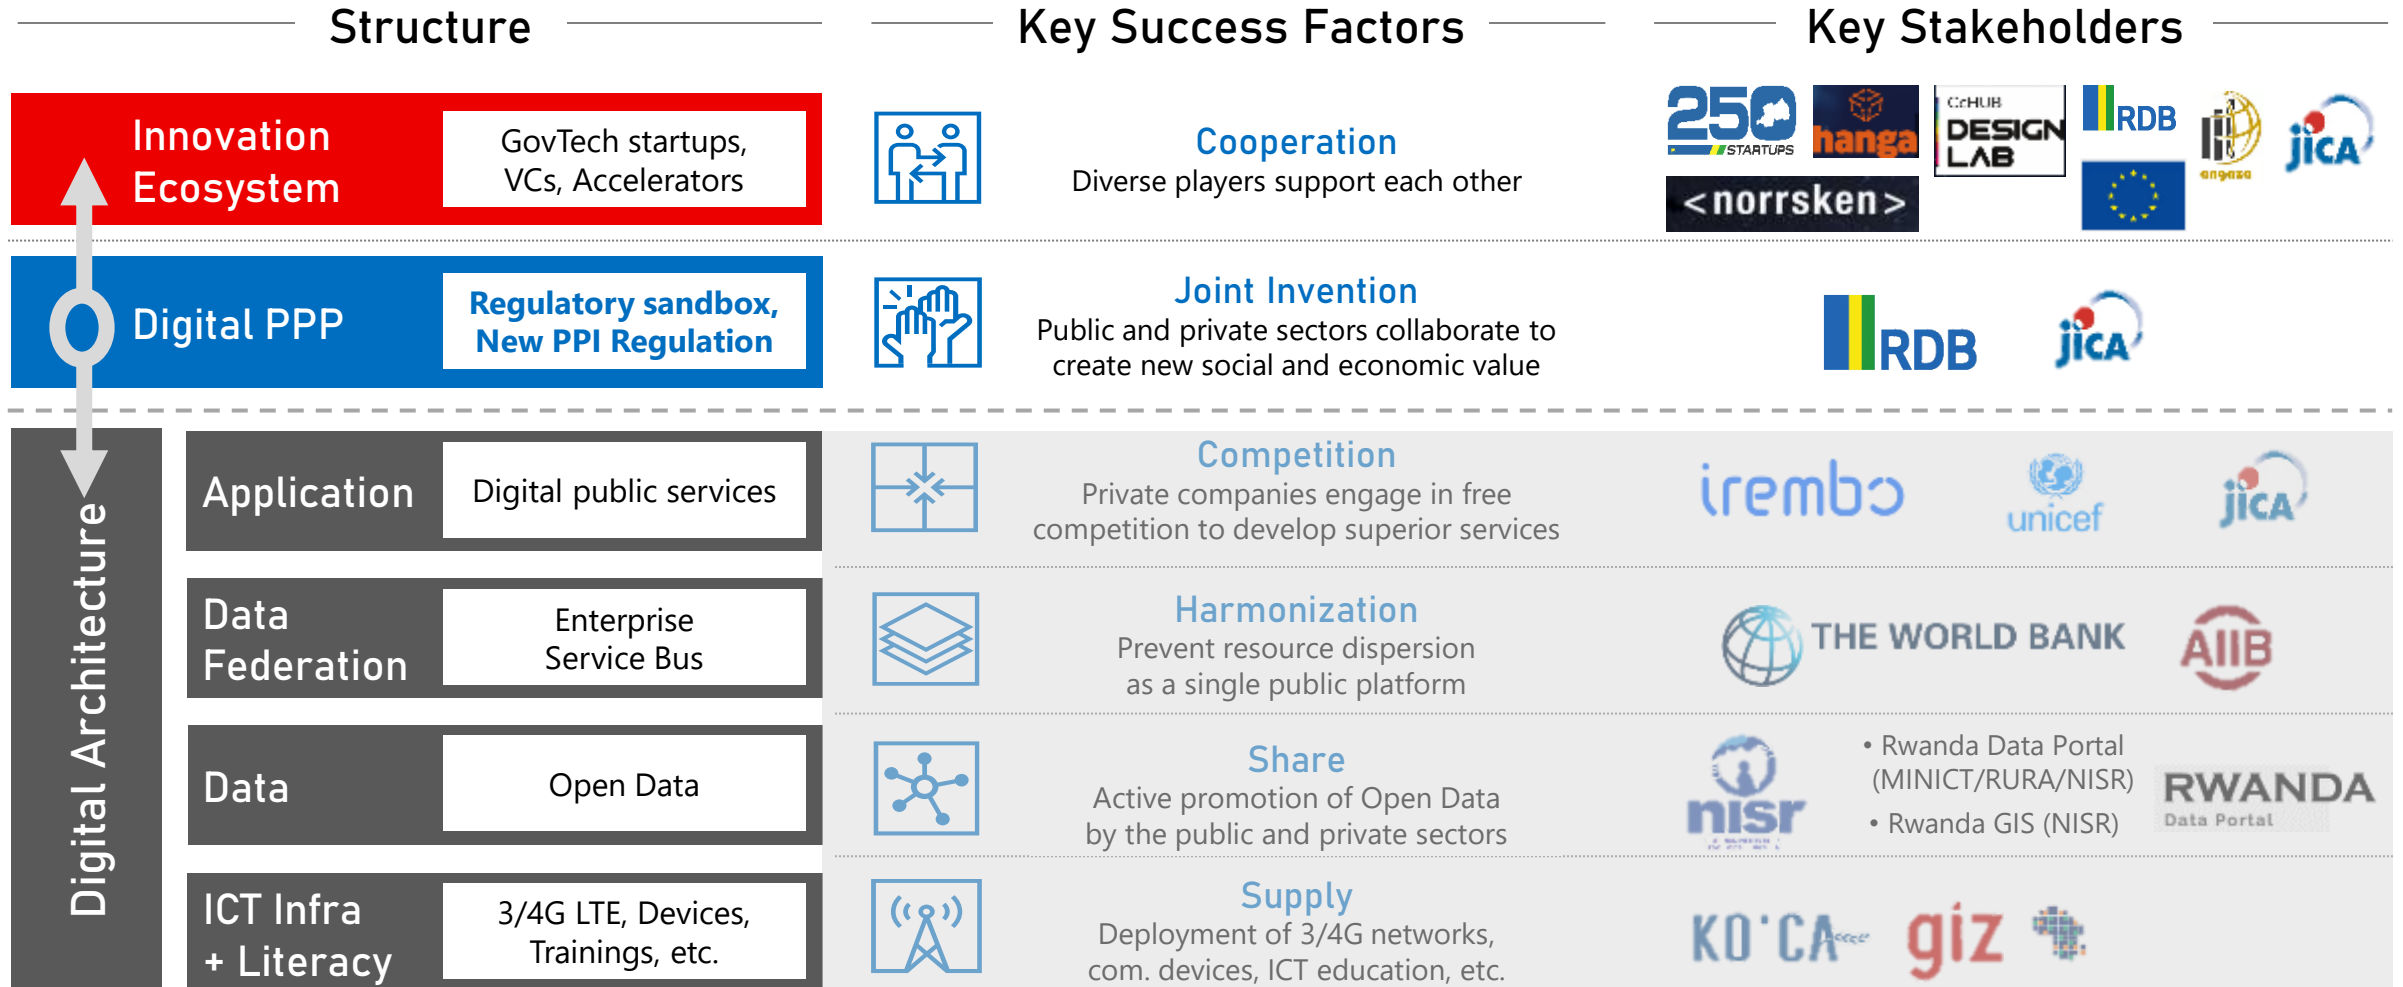 Structure
Key Success Factors
Key Stakeholders
Innovation
Ecosystem
GovTech startups,
VCs, Accelerators
Cooperation
Diverse players support each other
250
STARTUPS
hanga
CcHUB
DESIGN
LAB
RDB
angaza
jica
<norrsken>
Digital PPP
Regulatory sandbox,
New PPI Regulation
Joint Invention
Public and private sectors collaborate to
create new social and economic value
RDB
jica
Digital Architecture
Application
Digital public services
Competition
Private companies engage in free
competition to develop superior services
irembo
unicef
jica
Data
Federation
Enterprise
Service Bus
Harmonization
Prevent resource dispersion
as a single public platform
THE WORLD BANK
AIIB
Data
Open Data
Share
Active promotion of Open Data
by the public and private sectors
nisr
• Rwanda Data Portal
(MINICT/RURA/NISR)
• Rwanda GIS (NISR)
RWANDA
Data Portal
ICT Infra
+ Literacy
3/4G LTE, Devices,
Trainings, etc.
Supply
Deployment of 3/4G networks,
com. devices, ICT education, etc.
KOICA
giz